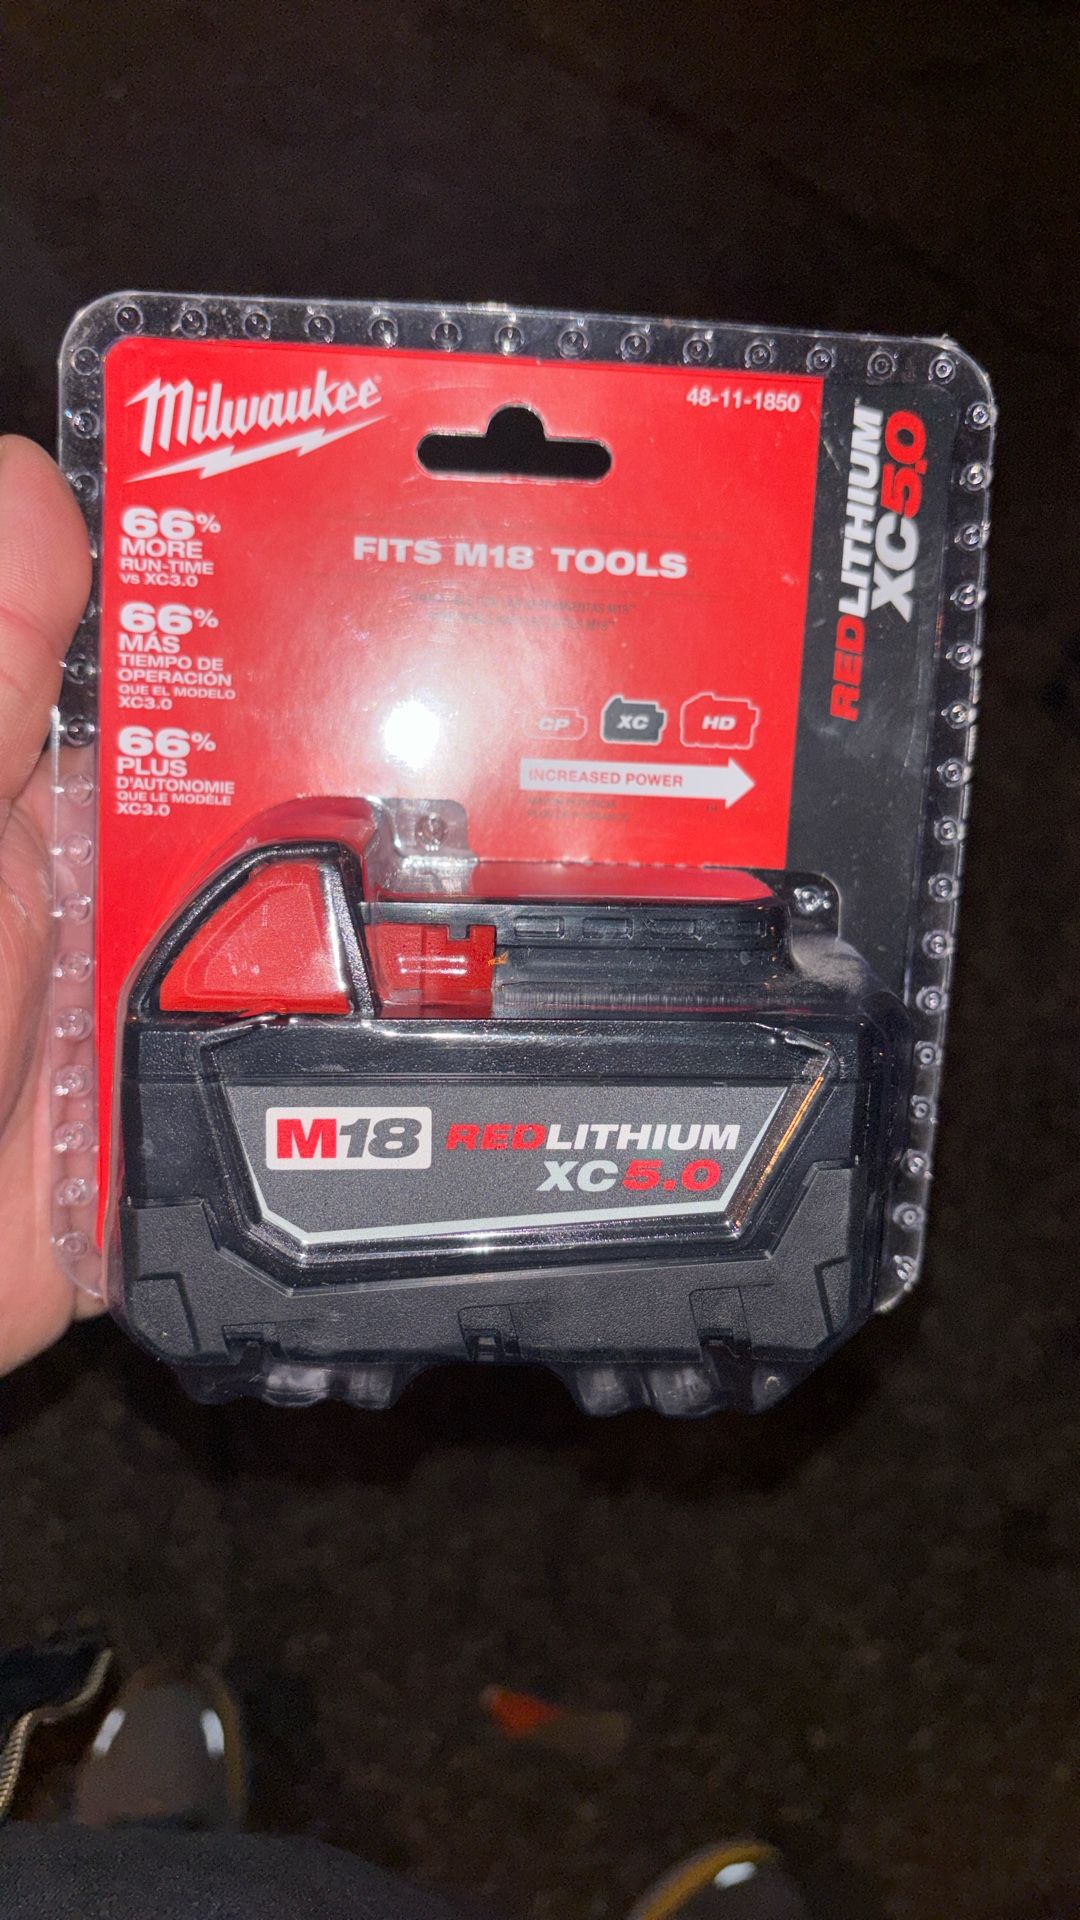 Milwaukee
48-11-1850
REDLITHIUM™
XC5.0
66%
MORE
RUN-TIME
vs XC3.0
FITS M18™ TOOLS
66%
MÁS
TIEMPO DE
OPERACIÓN
QUE EL MODELO
XC3.0
66%
PLUS
D'AUTONOMIE
QUE LE MODÈLE
XC3.0
CP XC HD
INCREASED POWER
M18 REDLITHIUM
XC5.0